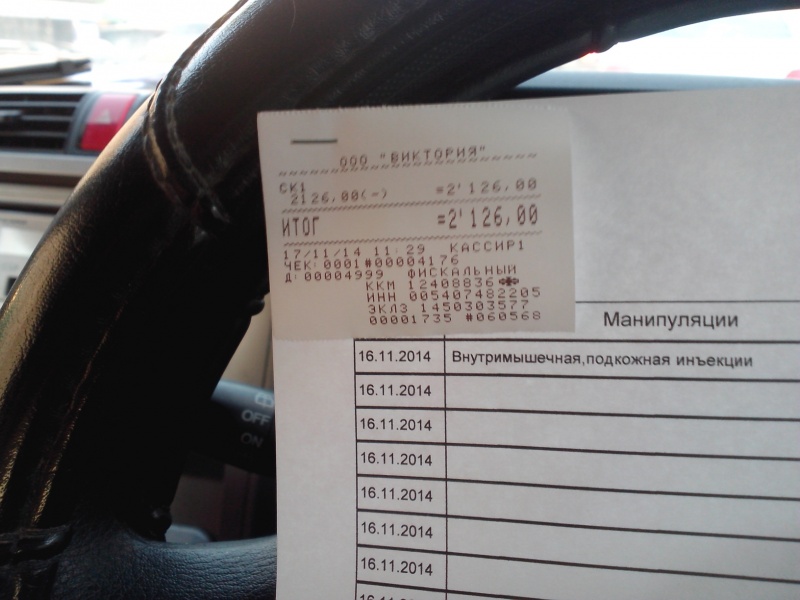 ООО "ВИКТОРИЯ"
СК1
2126,00(-) =2'126,00
ИТОГ =2'126,00
17/11/14 11:29 КАССИР1
ЧЕК:0001#00004176
Д:00004999 ФИСКАЛЬНЫЙ
ККМ 12408836
ИНН 005407482205
ЭКЛЗ 1450303577
00001735 #060568
Манипуляции
16.11.2014 Внутримышечная,подкожная инъекции
16.11.2014
16.11.2014
16.11.2014
16.11.2014
16.11.2014
16.11.2014
16.11.2014
OFF
ON